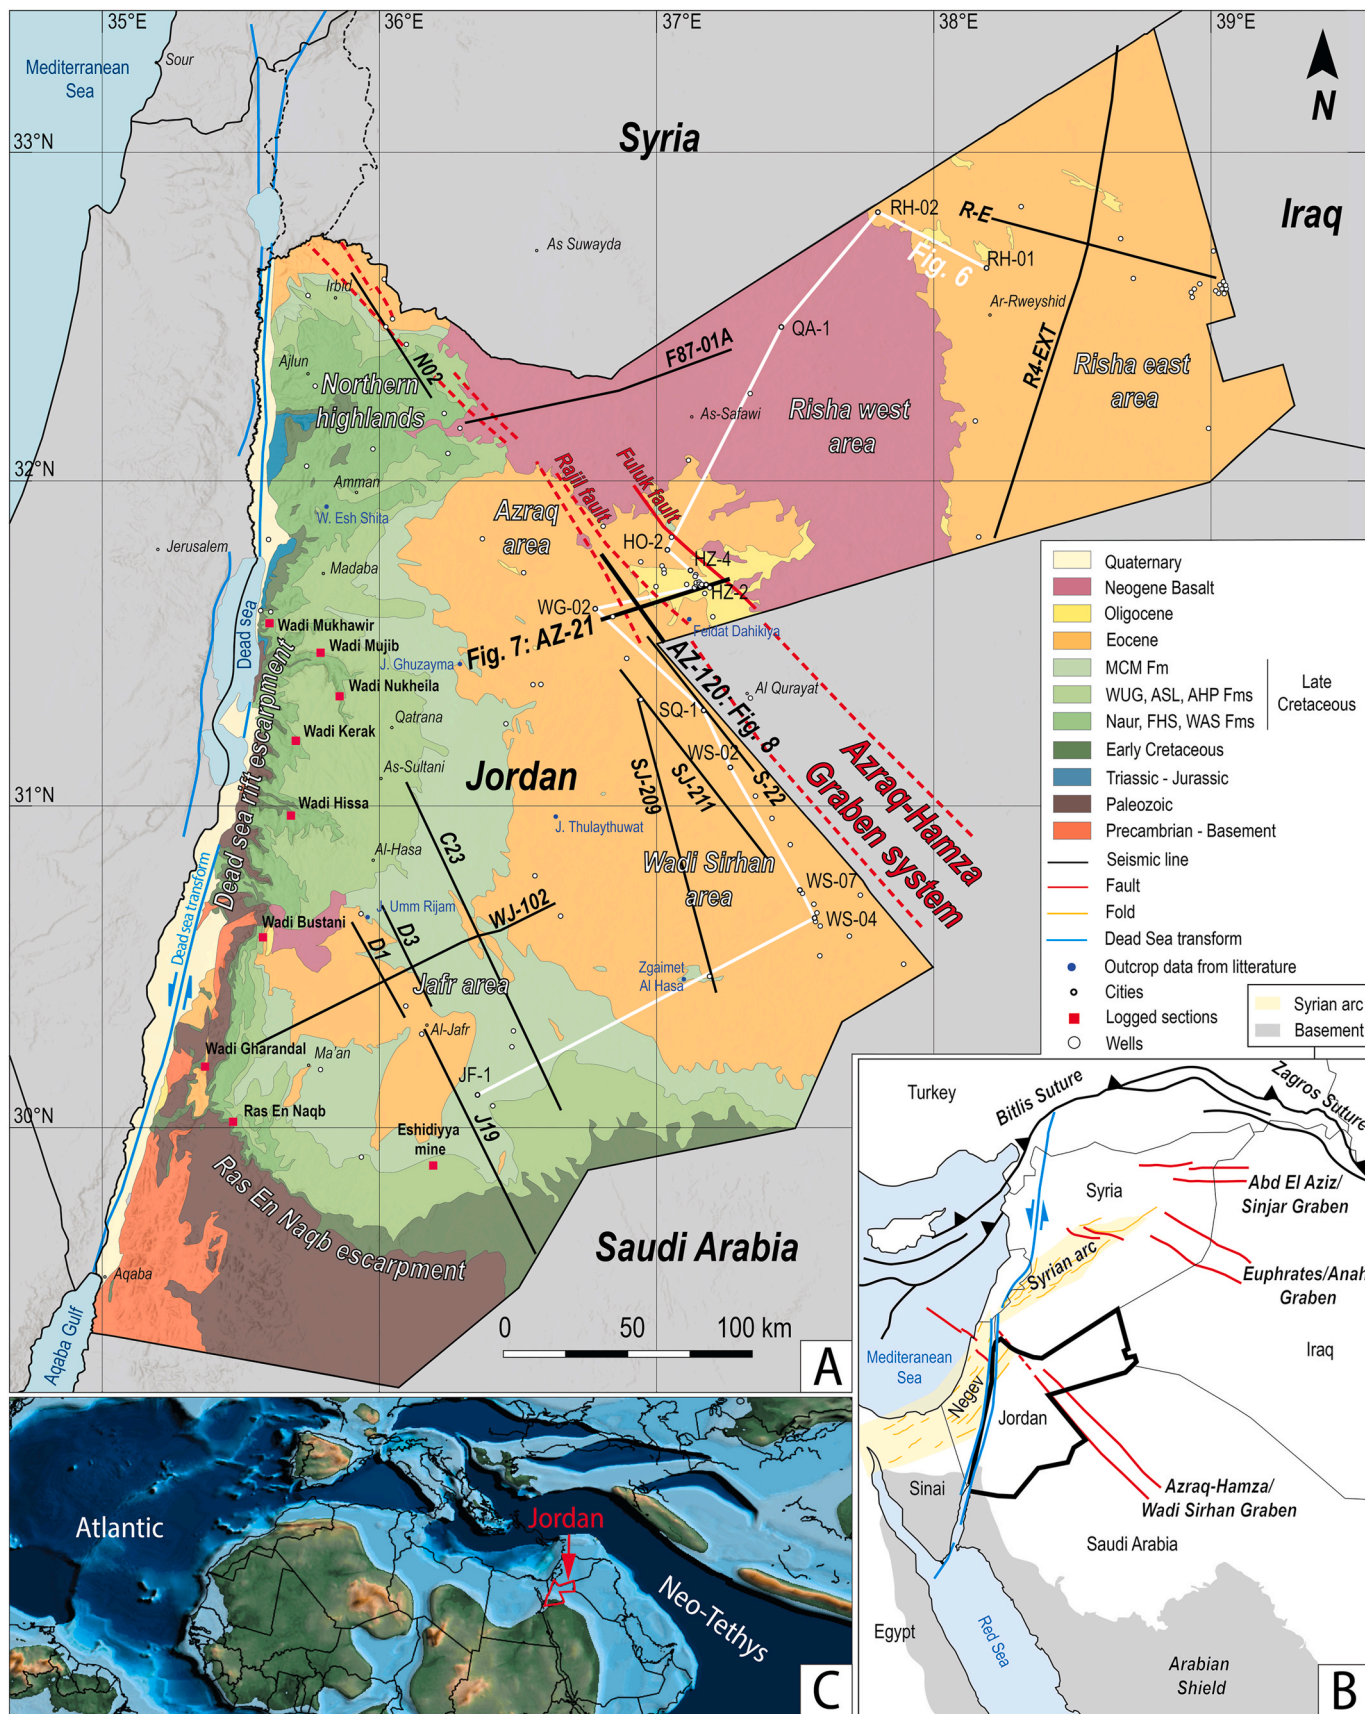 35°E
36°E
37°E
38°E
39°E
Mediterranean
Sea
Sour
N
33°N
Syria
Iraq
As Suwayda
RH-02
R-E
RH-01
Fig. 6
Irbid
Ar-Rweyshid
QA-1
F87-01A
N02
R4-EXT
Ajlun
Northern
highlands
Risha east
area
As-Safawi
Risha west
area
32°N
Amman
Rajil fault
Fuluk fault
W. Esh Shita
Azraq
area
Jerusalem
HO-2
HZ-4
Madaba
HZ-2
Dead sea
WG-02
Wadi Mukhawir
Feidat Dahikiya
Wadi Mujib
J. Ghuzayma
Fig. 7: AZ-21
AZ-120: Fig. 8
Wadi Nukheila
Al Qurayat
Qatrana
SQ-1
Wadi Kerak
WS-02
As-Sultani
Jordan
SJ-209
SJ-211
S-22
31°N
Dead sea rift escarpment
Azraq-Hamza
Graben system
Wadi Hissa
J. Thulaythuwat
C23
Al-Hasa
Wadi Sirhan
area
WS-07
J. Umm Rijam
WJ-102
WS-04
Wadi Bustani
Dead sea transform
D1
D3
Jafr area
Zgaimet
Al Hasa
Al-Jafr
Wadi Gharandal
Ma'an
JF-1
30°N
Ras En Naqb
J19
Eshidiyya
mine
Ras En Naqb escarpment
Saudi Arabia
Aqaba
Aqaba Gulf
0
50
100 km
A
Quaternary
Neogene Basalt
Oligocene
Eocene
MCM Fm
WUG, ASL, AHP Fms
Naur, FHS, WAS Fms
Late
Cretaceous
Early Cretaceous
Triassic - Jurassic
Paleozoic
Precambrian - Basement
Seismic line
Fault
Fold
Dead Sea transform
Outcrop data from litterature
Cities
Logged sections
Wells
Syrian arc
Basement
Turkey
Bitlis Suture
Zagros Suture
Syria
Abd El Aziz/
Sinjar Graben
Syrian arc
Euphrates/Anah
Graben
Mediteranean
Sea
Iraq
Negev
Jordan
Sinai
Azraq-Hamza/
Wadi Sirhan Graben
Saudi Arabia
Egypt
Red Sea
Arabian
Shield
B
Atlantic
Jordan
Neo-Tethys
C